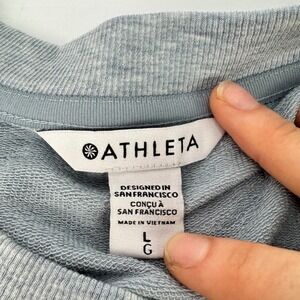 ATHLETA
DESIGNED IN
SAN FRANCISCO
CONÇU À
SAN FRANCISCO
MADE IN VIETNAM
L
G